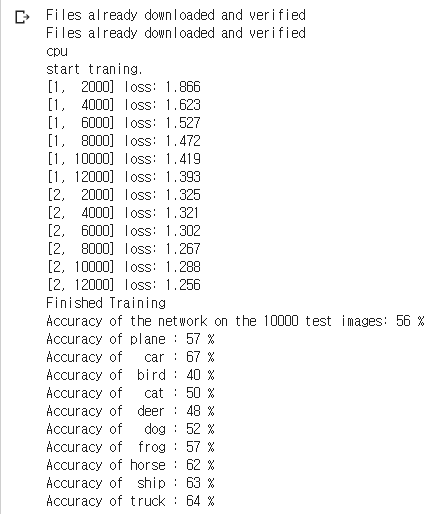 Files already downloaded and verified
Files already downloaded and verified
cpu
start traning.
[1,  2000] loss: 1.866
[1,  4000] loss: 1.623
[1,  6000] loss: 1.527
[1,  8000] loss: 1.472
[1, 10000] loss: 1.419
[1, 12000] loss: 1.393
[2,  2000] loss: 1.325
[2,  4000] loss: 1.321
[2,  6000] loss: 1.302
[2,  8000] loss: 1.267
[2, 10000] loss: 1.288
[2, 12000] loss: 1.256
Finished Training
Accuracy of the network on the 10000 test images: 56 %
Accuracy of plane : 57 %
Accuracy of   car : 67 %
Accuracy of  bird : 40 %
Accuracy of   cat : 50 %
Accuracy of  deer : 48 %
Accuracy of   dog : 52 %
Accuracy of  frog : 57 %
Accuracy of horse : 62 %
Accuracy of  ship : 63 %
Accuracy of truck : 64 %